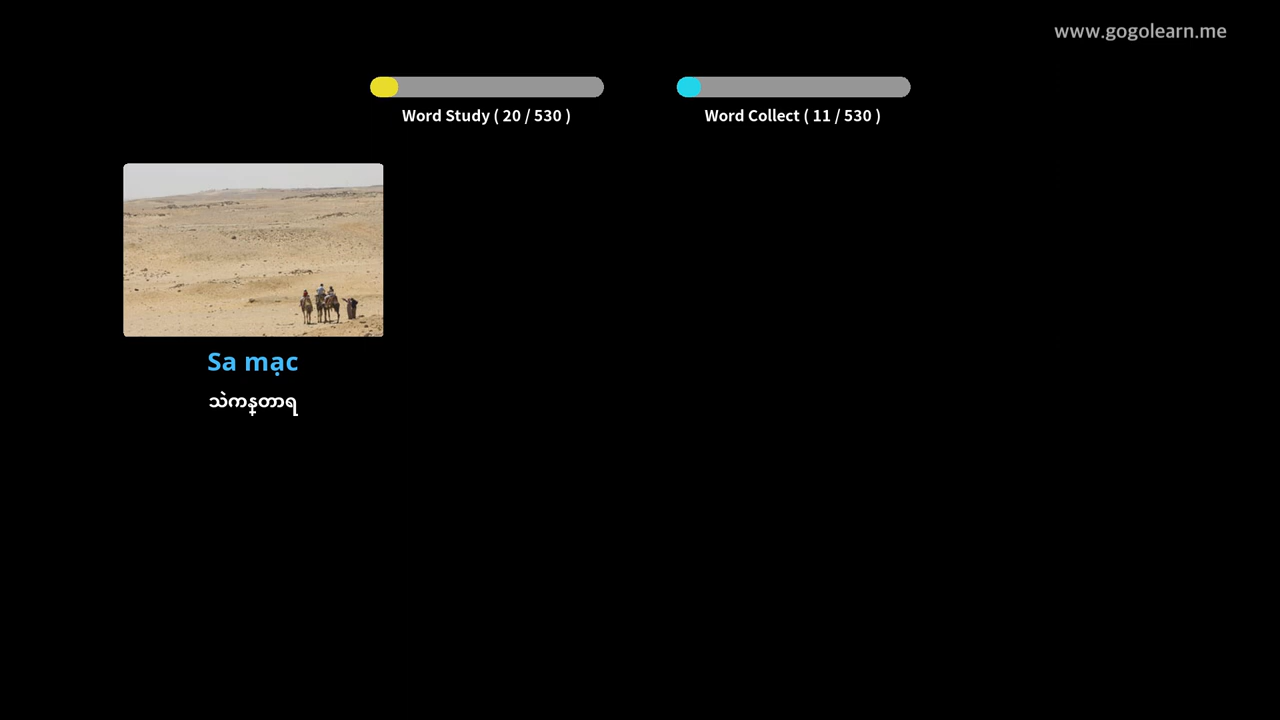 www.gogolearn.me
Word Study ( 20 / 530 )
Word Collect ( 11 / 530 )
Sa mạc
သဲကန္တာရ